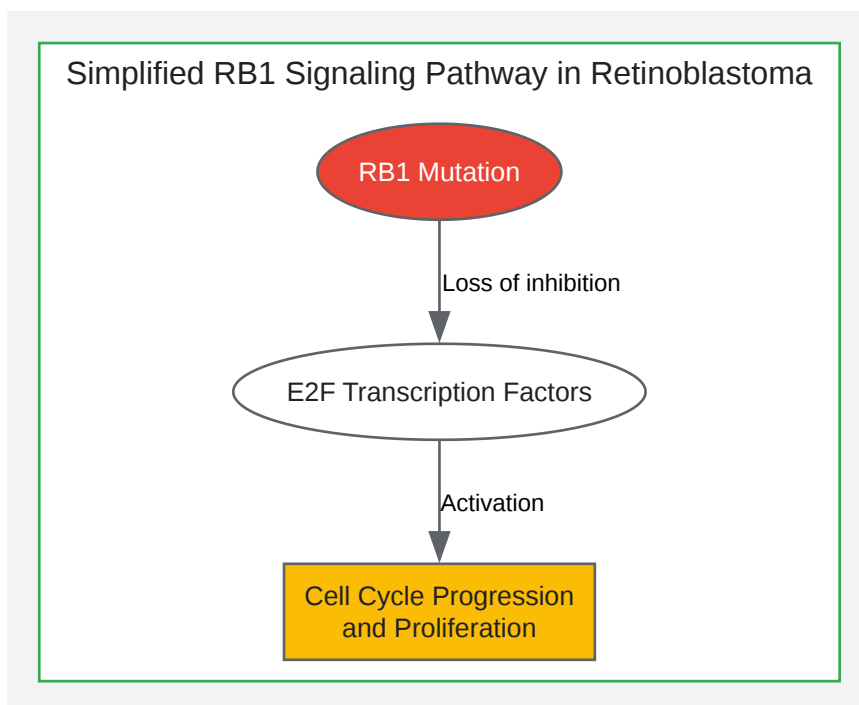 Simplified RB1 Signaling Pathway in Retinoblastoma
RB1 Mutation
Loss of inhibition
E2F Transcription Factors
Activation
Cell Cycle Progression
and Proliferation